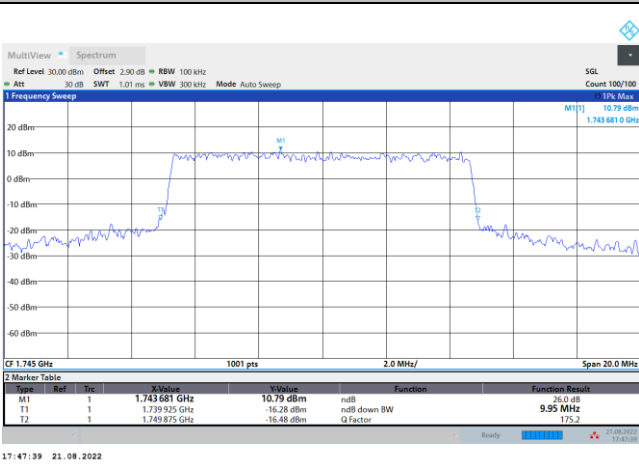 MultiView Spectrum
Ref Level 30.00 dBm Offset 2.90 dB RBW 100 kHz SGL
Att 30 dB SWT 1.01 ms VBW 300 kHz Mode Auto Sweep Count 100/100
1 Frequency Sweep 1Pk Max
M1[1] 10.79 dBm
1.743 681 0 GHz
20 dBm
M1
10 dBm
0 dBm
-10 dBm
T1 T2
-20 dBm
-30 dBm
-40 dBm
-50 dBm
-60 dBm
CF 1.745 GHz 1001 pts 2.0 MHz/ Span 20.0 MHz
2 Marker Table
Type Ref Trc X-Value Y-Value Function Function Result
M1 1 1.743 681 GHz 10.79 dBm ndB 26.0 dB
T1 1 1.739 925 GHz -16.28 dBm ndB down BW 9.95 MHz
T2 1 1.749 875 GHz -16.48 dBm Q Factor 175.2
Ready 21.08.2022
17:47:39
17:47:39 21.08.2022